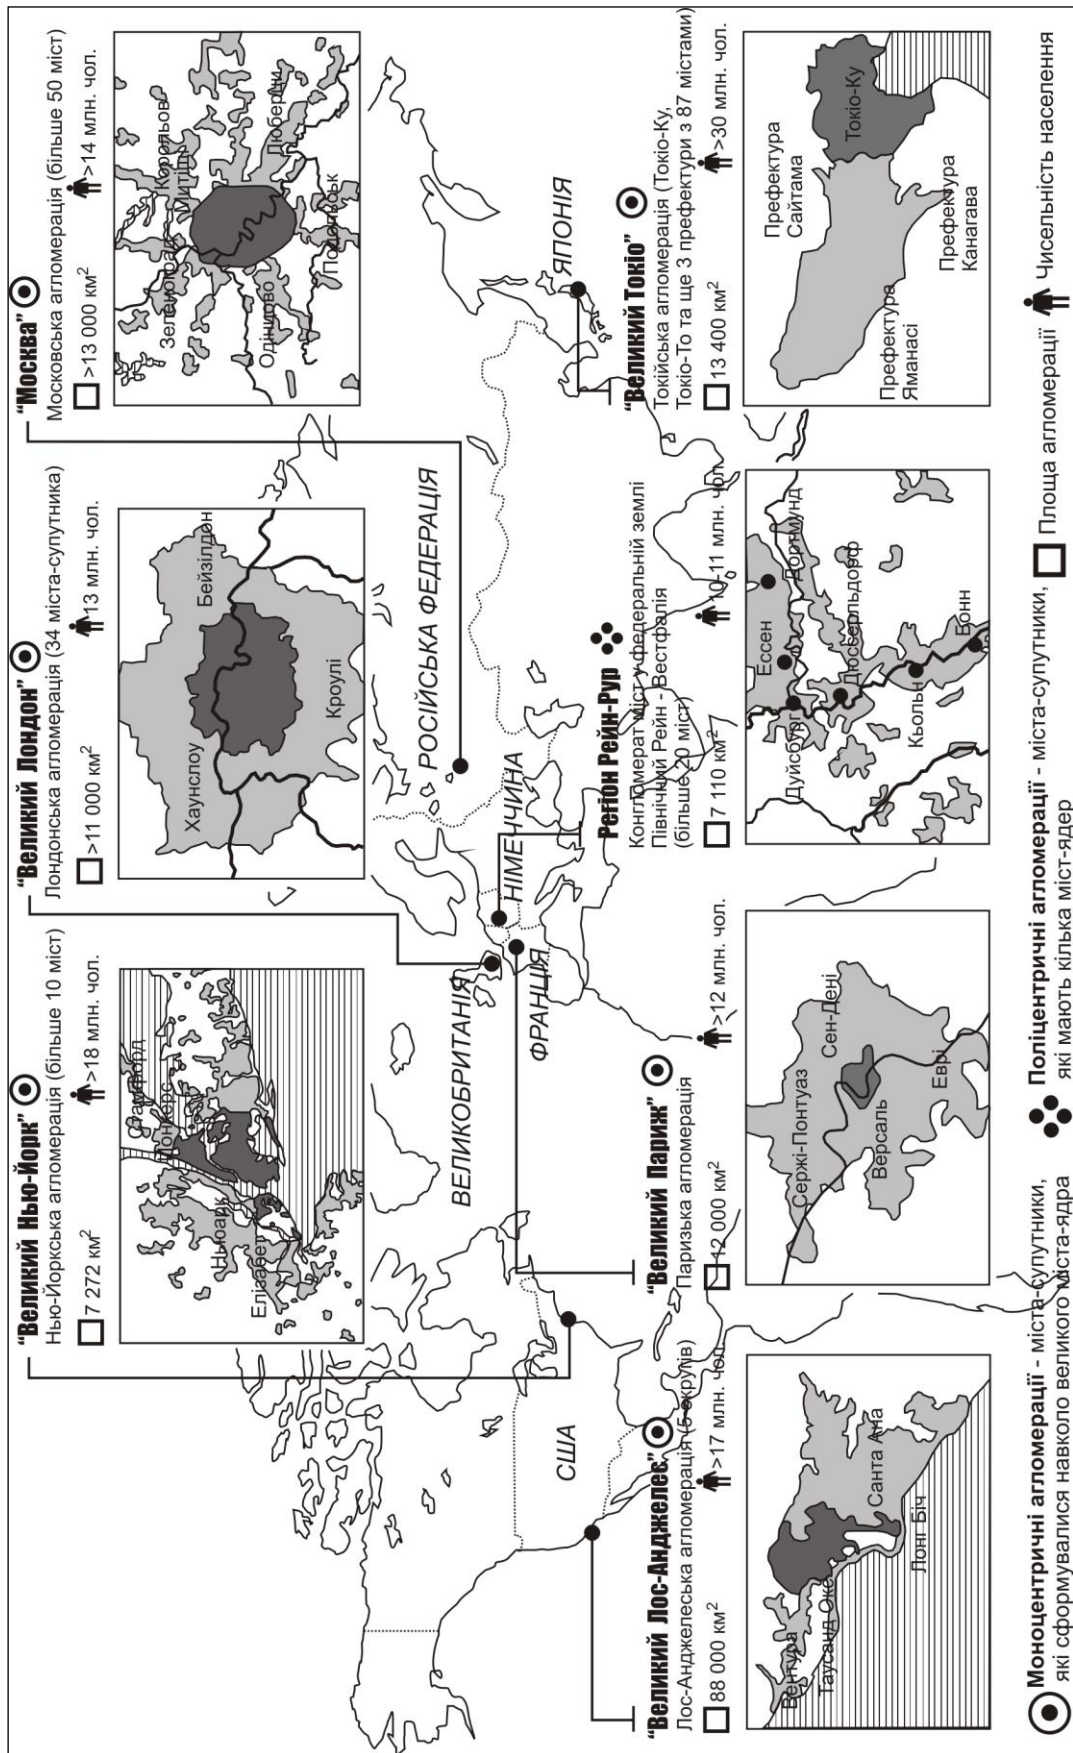 “Великий Нью-Йорк”
Нью-Йоркська агломерація (більше 10 міст)
7 272 км²
>18 млн. чол.
Стамфорд
Йонкерс
Ньюарк
Елізабет
“Великий Лондон”
Лондонська агломерація (34 міста-супутника)
>11 000 км²
13 млн. чол.
Хаунслоу
Бейзілдон
Кроулі
“Москва”
Московська агломерація (більше 50 міст)
>13 000 км²
>14 млн. чол.
Зеленоград
Митіщі
Корольов
Люберци
Одінцово
Подольськ
ВЕЛИКОБРИТАНІЯ
РОСІЙСЬКА ФЕДЕРАЦІЯ
НІМЕЧЧИНА
ФРАНЦІЯ
США
ЯПОНІЯ
“Великий Лос-Анджелес”
Лос-Анджелеська агломерація (5 округів)
88 000 км²
>17 млн. чол.
Вентура
Таусанд Окс
Санта Ана
Лонг Біч
“Великий Париж”
Паризька агломерація
12 000 км²
>12 млн. чол.
Сержі-Понтуаз
Сен-Дені
Версаль
Еврі
Регіон Рейн-Рур
Конгломерат міст у федеральній землі
Північний Рейн - Вестфалія
(більше 20 міст)
7 110 км²
10-11 млн. чол.
Ессен
Дортмунд
Дуйсбург
Дюссельдорф
Кьольн
Бонн
“Великий Токіо”
Токійська агломерація (Токіо-Ку,
Токіо-То та ще 3 префектури з 87 містами)
13 400 км²
>30 млн. чол.
Префектура
Сайтама
Токіо-Ку
Префектура
Яманасі
Префектура
Канагава
Моноцентричні агломерації - міста-супутники,
які сформувалися навколо великого міста-ядра
Поліцентричні агломерації - міста-супутники,
які мають кілька міст-ядер
Площа агломерації
Чисельність населення